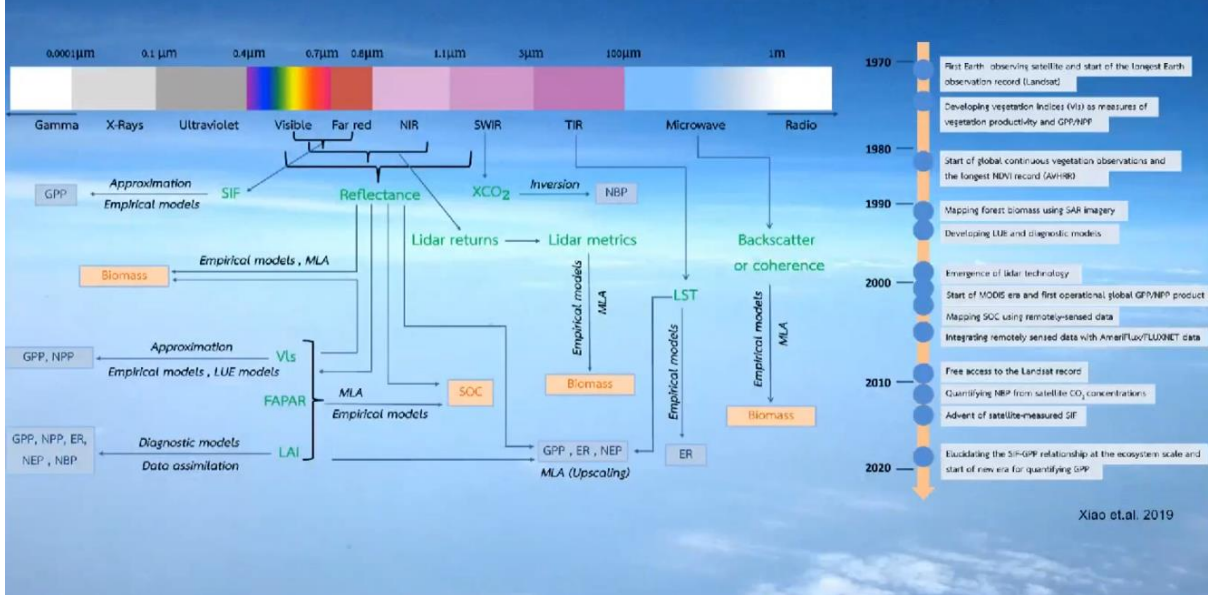 0.0001µm 0.1 µm 0.4µm 0.7µm 0.8µm 1.1µm 3µm 100µm 1m
Gamma X-Rays Ultraviolet Visible Far red NIR SWIR TIR Microwave Radio
GPP
Approximation
Empirical models
SIF
Reflectance
XCO₂
Inversion
NBP
Lidar returns
Lidar metrics
Backscatter
or coherence
Empirical models , MLA
Biomass
LST
Empirical models
MLA
Biomass
Empirical models
ER
Empirical models
MLA
Biomass
GPP, NPP
Approximation
Empirical models , LUE models
VIs
FAPAR
LAI
MLA
Empirical models
SOC
GPP, NPP, ER,
NEP , NBP
Diagnostic models
Data assimilation
GPP , ER , NEP
MLA (Upscaling)
1970
First Earth observing satellite and start of the longest Earth
observation record (Landsat)
Developing vegetation indices (VIs) as measures of
vegetation productivity and GPP/NPP
1980
Start of global continuous vegetation observations and
the longest NDVI record (AVHRR)
1990
Mapping forest biomass using SAR imagery
Developing LUE and diagnostic models
2000
Emergence of lidar technology
Start of MODIS era and first operational global GPP/NPP product
Mapping SOC using remotely-sensed data
Integrating remotely sensed data with AmeriFlux/FLUXNET data
2010
Free access to the Landsat record
Quantifying NBP from satellite CO₂ concentrations
Advent of satellite-measured SIF
2020
Elucidating the SIF-GPP relationship at the ecosystem scale and
start of new era for quantifying GPP
Xiao et.al. 2019